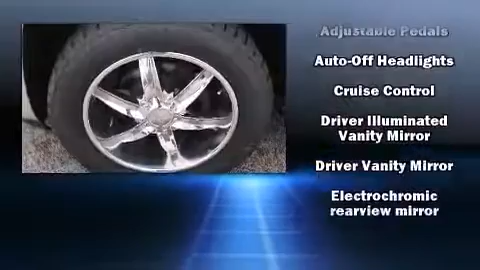 Adjustable Pedals
Auto-Off Headlights
Cruise Control
Driver Illuminated
Vanity Mirror
Driver Vanity Mirror
Electrochromic
rearview mirror